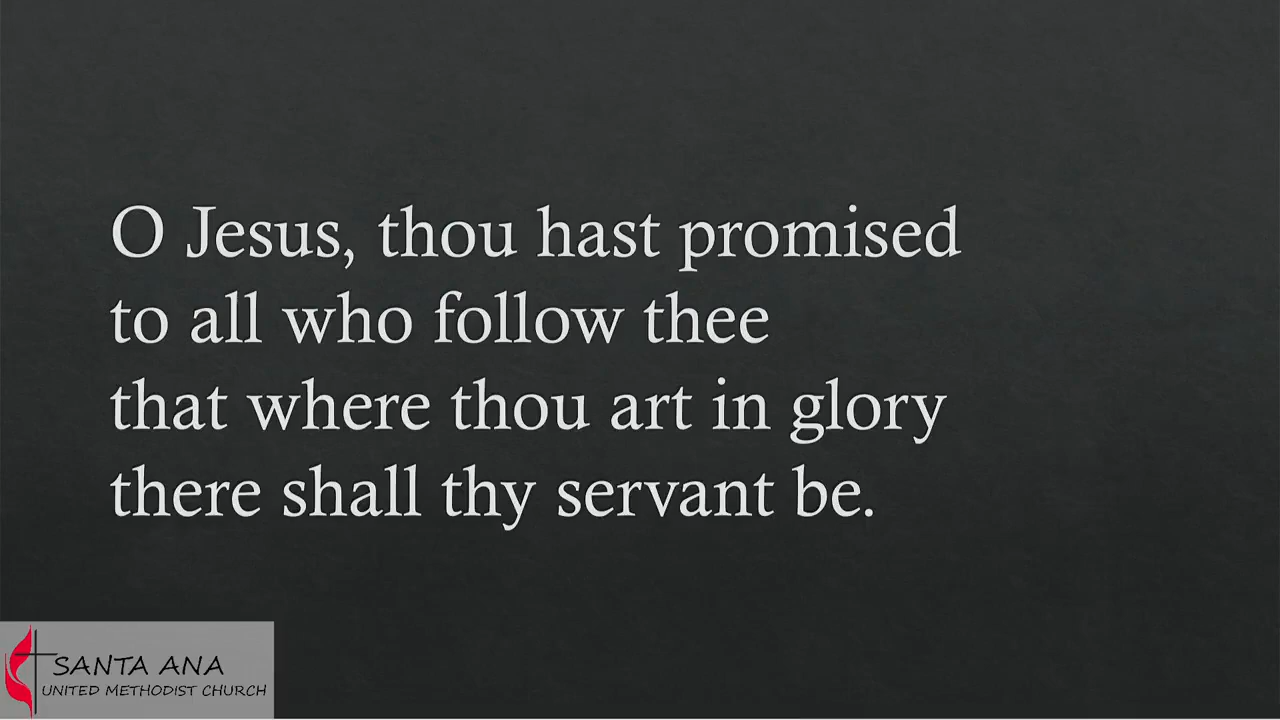 O Jesus, thou hast promised
to all who follow thee
that where thou art in glory
there shall thy servant be.
SANTA ANA
UNITED METHODIST CHURCH